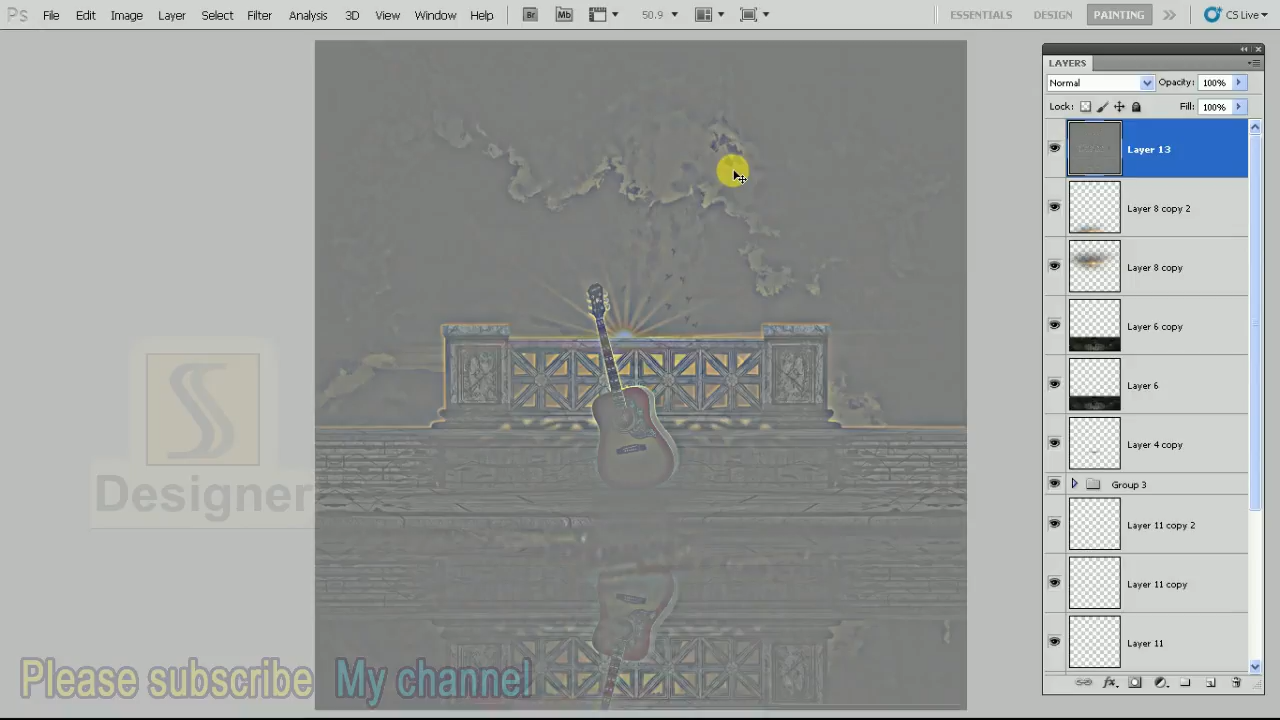 Ps File Edit Image Layer Select Filter Analysis 3D View Window Help Br Mb 50.9 ESSENTIALS DESIGN PAINTING CS Live
LAYERS
Normal Opacity: 100%
Lock: Fill: 100%
Layer 13
Layer 8 copy 2
Layer 8 copy
Layer 6 copy
Layer 6
Layer 4 copy
Group 3
Layer 11 copy 2
Layer 11 copy
Layer 11
Designer
Please subscribe My channel